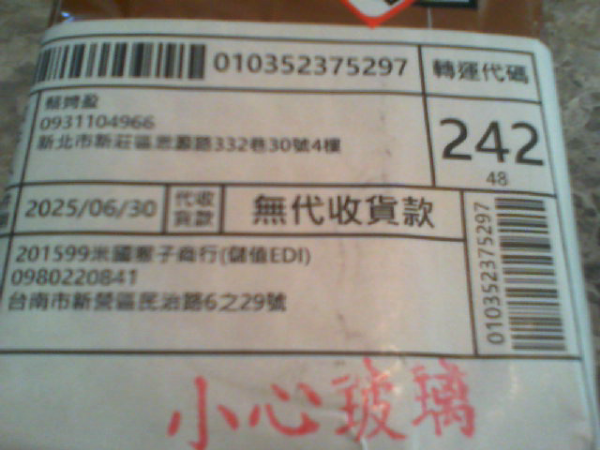 010352375297
轉運代碼
0931104966
新北市新莊區思源路332巷30號4樓
242
48
2025/06/30
代收
貨款
無代收貨款
201599米國猴子商行(儲值EDI)
0980220841
台南市新營區民治路6之29號
010352375297
小心玻璃